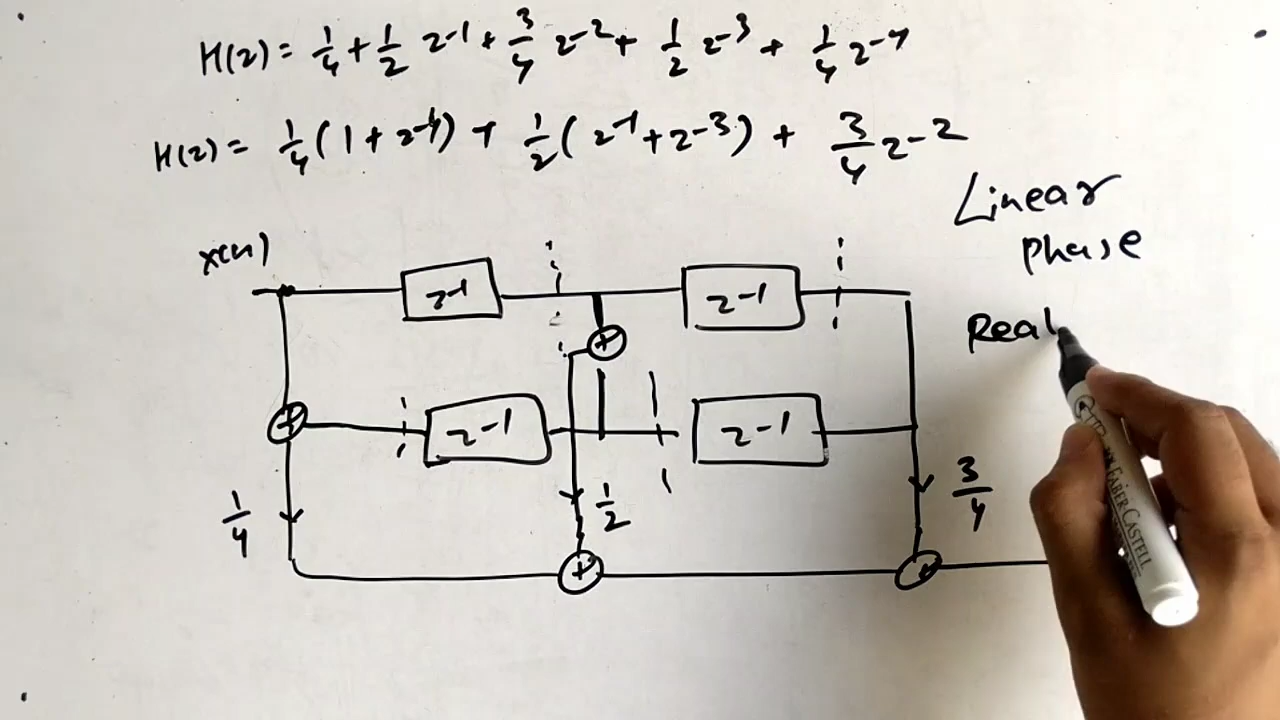 H(z) = 1/4 + 1/2 z-1 + 3/4 z-2 + 1/2 z-3 + 1/4 z-4
H(z) = 1/4 (1 + z-4) + 1/2 (z-1 + z-3) + 3/4 z-2
Linear
phase
x(n)
z-1
z-1
Real
+
+
z-1
z-1
1/4
1/2
3/4
+
+
FABER-CASTELL